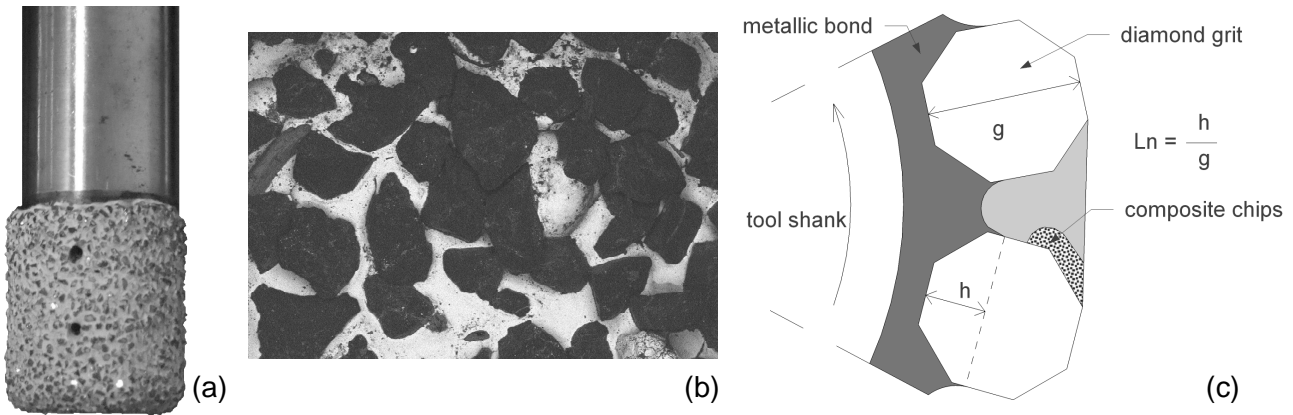 (a)
(b)
metallic bond
diamond grit
g
Ln = h / g
composite chips
tool shank
h
(c)